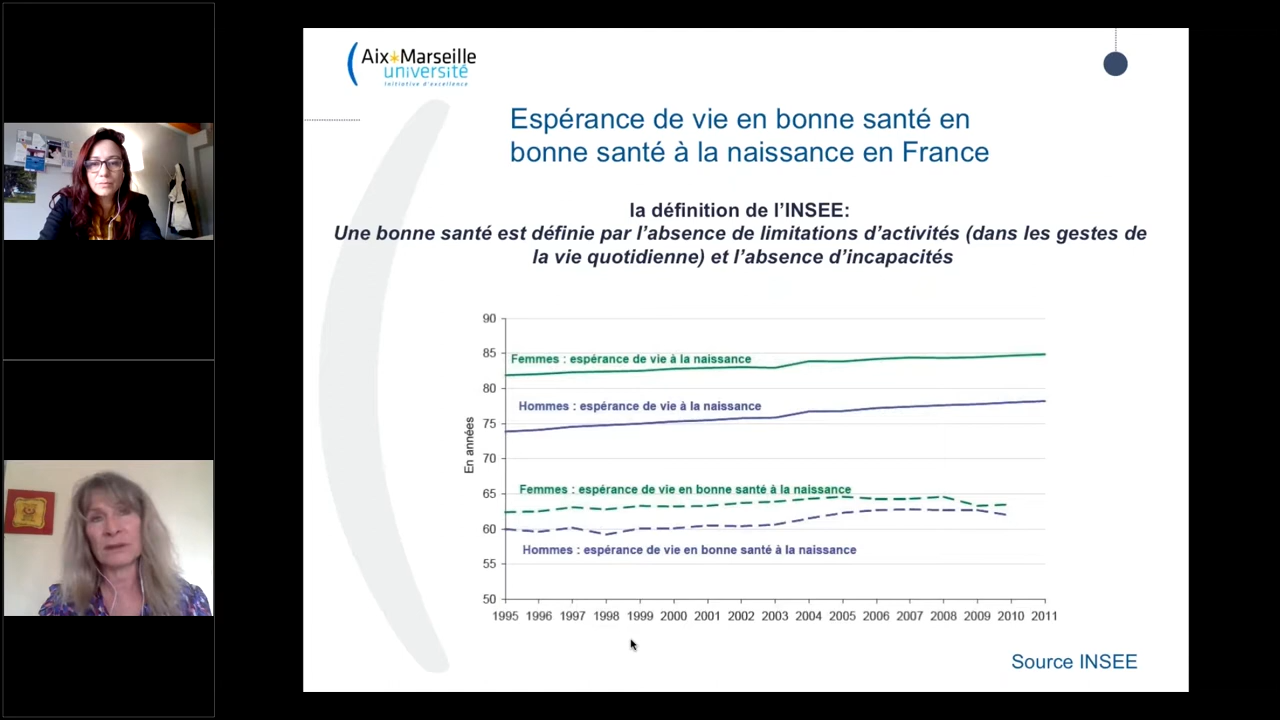 Aix*Marseille
université
Initiative d'excellence
Espérance de vie en bonne santé en
bonne santé à la naissance en France
la définition de l'INSEE:
Une bonne santé est définie par l'absence de limitations d'activités (dans les gestes de
la vie quotidienne) et l'absence d'incapacités
90
85
80
75
70
65
60
55
50
En années
Femmes : espérance de vie à la naissance
Hommes : espérance de vie à la naissance
Femmes : espérance de vie en bonne santé à la naissance
Hommes : espérance de vie en bonne santé à la naissance
1995 1996 1997 1998 1999 2000 2001 2002 2003 2004 2005 2006 2007 2008 2009 2010 2011
Source INSEE